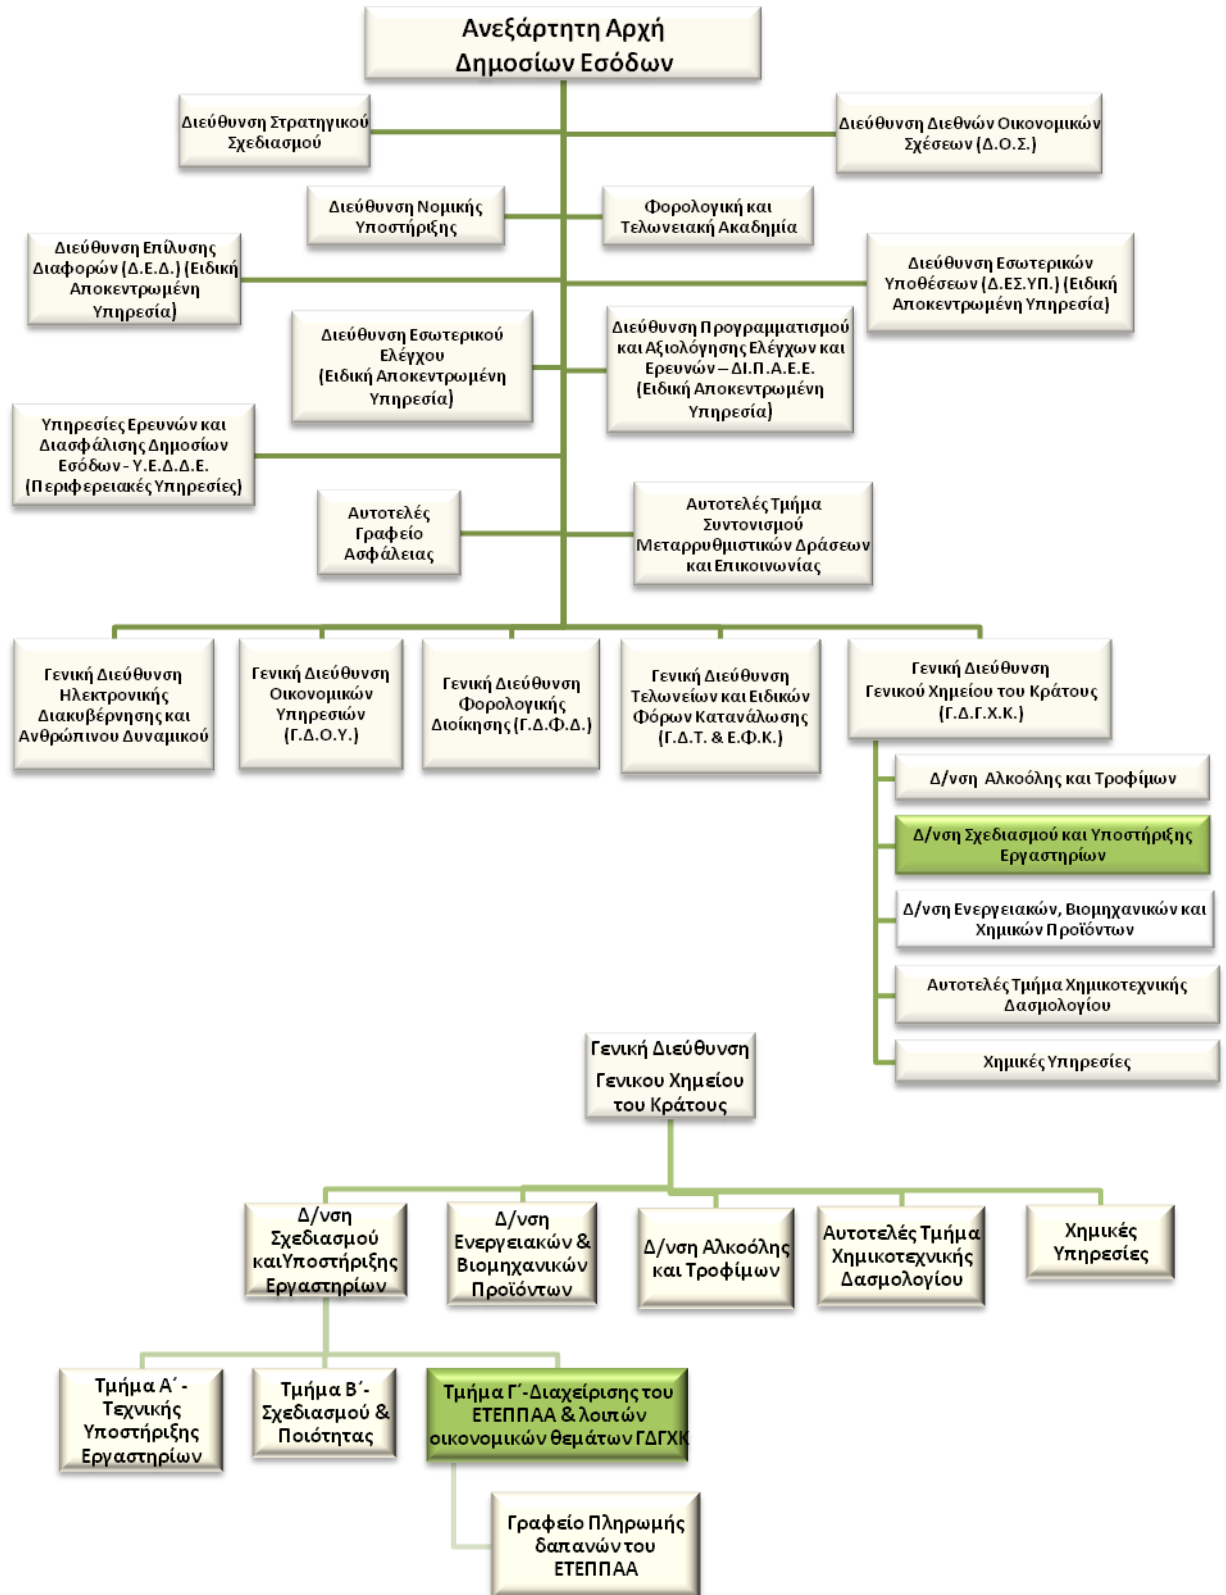 Ανεξάρτητη Αρχή
Δημοσίων Εσόδων
Διεύθυνση Στρατηγικού
Σχεδιασμού
Διεύθυνση Διεθνών Οικονομικών
Σχέσεων (Δ.Ο.Σ.)
Διεύθυνση Νομικής
Υποστήριξης
Φορολογική και
Τελωνειακή Ακαδημία
Διεύθυνση Επίλυσης
Διαφορών (Δ.Ε.Δ.) (Ειδική
Αποκεντρωμένη
Υπηρεσία)
Διεύθυνση Εσωτερικών
Υποθέσεων (Δ.ΕΣ.ΥΠ.) (Ειδική
Αποκεντρωμένη Υπηρεσία)
Διεύθυνση Εσωτερικού
Ελέγχου
(Ειδική Αποκεντρωμένη
Υπηρεσία)
Διεύθυνση Προγραμματισμού
και Αξιολόγησης Ελέγχων και
Ερευνών – ΔΙ.Π.Α.Ε.Ε.
(Ειδική Αποκεντρωμένη
Υπηρεσία)
Υπηρεσίες Ερευνών και
Διασφάλισης Δημοσίων
Εσόδων - Υ.Ε.Δ.Δ.Ε.
(Περιφερειακές Υπηρεσίες)
Αυτοτελές
Γραφείο
Ασφάλειας
Αυτοτελές Τμήμα
Συντονισμού
Μεταρρυθμιστικών Δράσεων
και Επικοινωνίας
Γενική Διεύθυνση
Ηλεκτρονικής
Διακυβέρνησης και
Ανθρώπινου Δυναμικού
Γενική Διεύθυνση
Οικονομικών
Υπηρεσιών
(Γ.Δ.Ο.Υ.)
Γενική Διεύθυνση
Φορολογικής
Διοίκησης (Γ.Δ.Φ.Δ.)
Γενική Διεύθυνση
Τελωνείων και Ειδικών
Φόρων Κατανάλωσης
(Γ.Δ.Τ. & Ε.Φ.Κ.)
Γενική Διεύθυνση
Γενικού Χημείου του Κράτους
(Γ.Δ.Γ.Χ.Κ.)
Δ/νση Αλκοόλης και Τροφίμων
Δ/νση Σχεδιασμού και Υποστήριξης
Εργαστηρίων
Δ/νση Ενεργειακών, Βιομηχανικών και
Χημικών Προϊόντων
Αυτοτελές Τμήμα Χημικοτεχνικής
Δασμολογίου
Χημικές Υπηρεσίες
Γενική Διεύθυνση
Γενικου Χημείου
του Κράτους
Δ/νση
Σχεδιασμού
καιΥποστήριξης
Εργαστηρίων
Δ/νση
Ενεργειακών &
Βιομηχανικών
Προϊόντων
Δ/νση Αλκοόλης
και Τροφίμων
Αυτοτελές Τμήμα
Χημικοτεχνικής
Δασμολογίου
Χημικές
Υπηρεσίες
Τμήμα Α΄ -
Τεχνικής
Υποστήριξης
Εργαστηρίων
Τμήμα Β΄-
Σχεδιασμού &
Ποιότητας
Τμήμα Γ΄-Διαχείρισης του
ΕΤΕΠΠΑΑ & λοιπών
οικονομικών θεμάτων ΓΔΓΧΚ
Γραφείο Πληρωμής
δαπανών του
ΕΤΕΠΠΑΑ